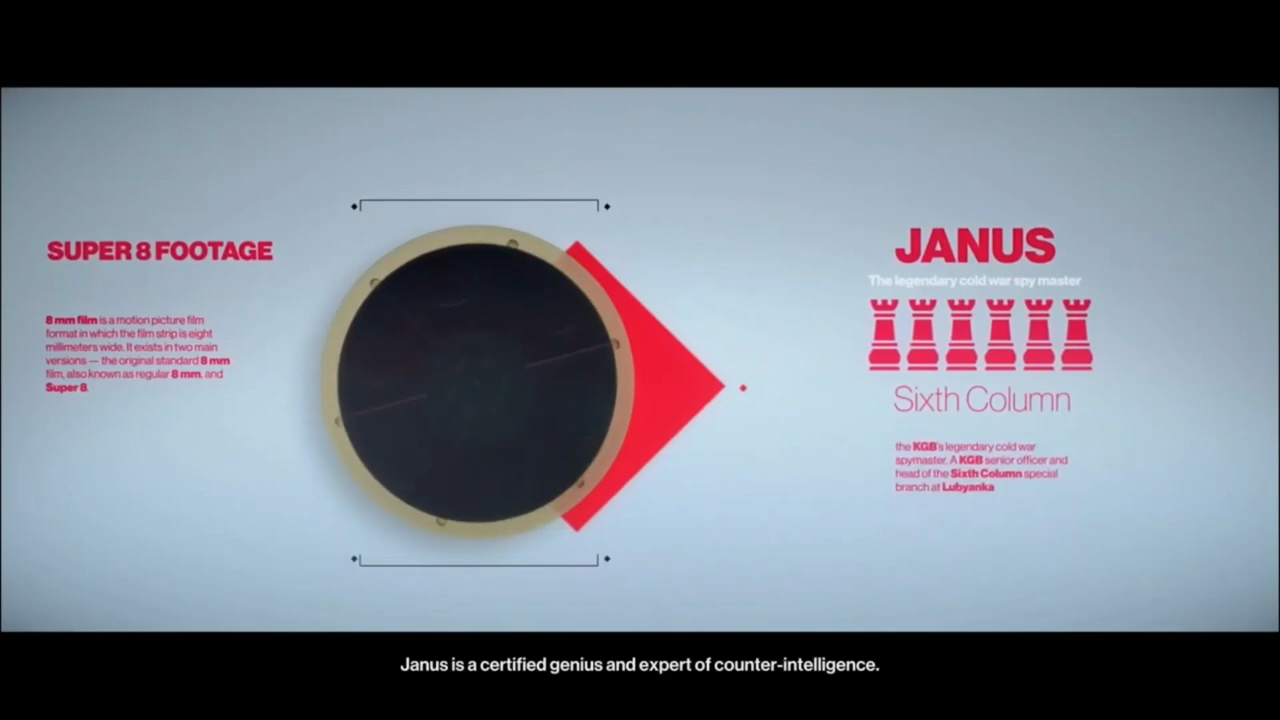 SUPER 8 FOOTAGE
8 mm film is a motion picture film
format in which the film strip is eight
millimeters wide. It exists in two main
versions — the original standard 8 mm
film, also known as regular 8 mm, and
Super 8.
JANUS
The legendary cold war spy master
Sixth Column
the KGB's legendary cold war
spymaster. A KGB senior officer and
head of the Sixth Column special
branch at Lubyanka
Janus is a certified genius and expert of counter-intelligence.